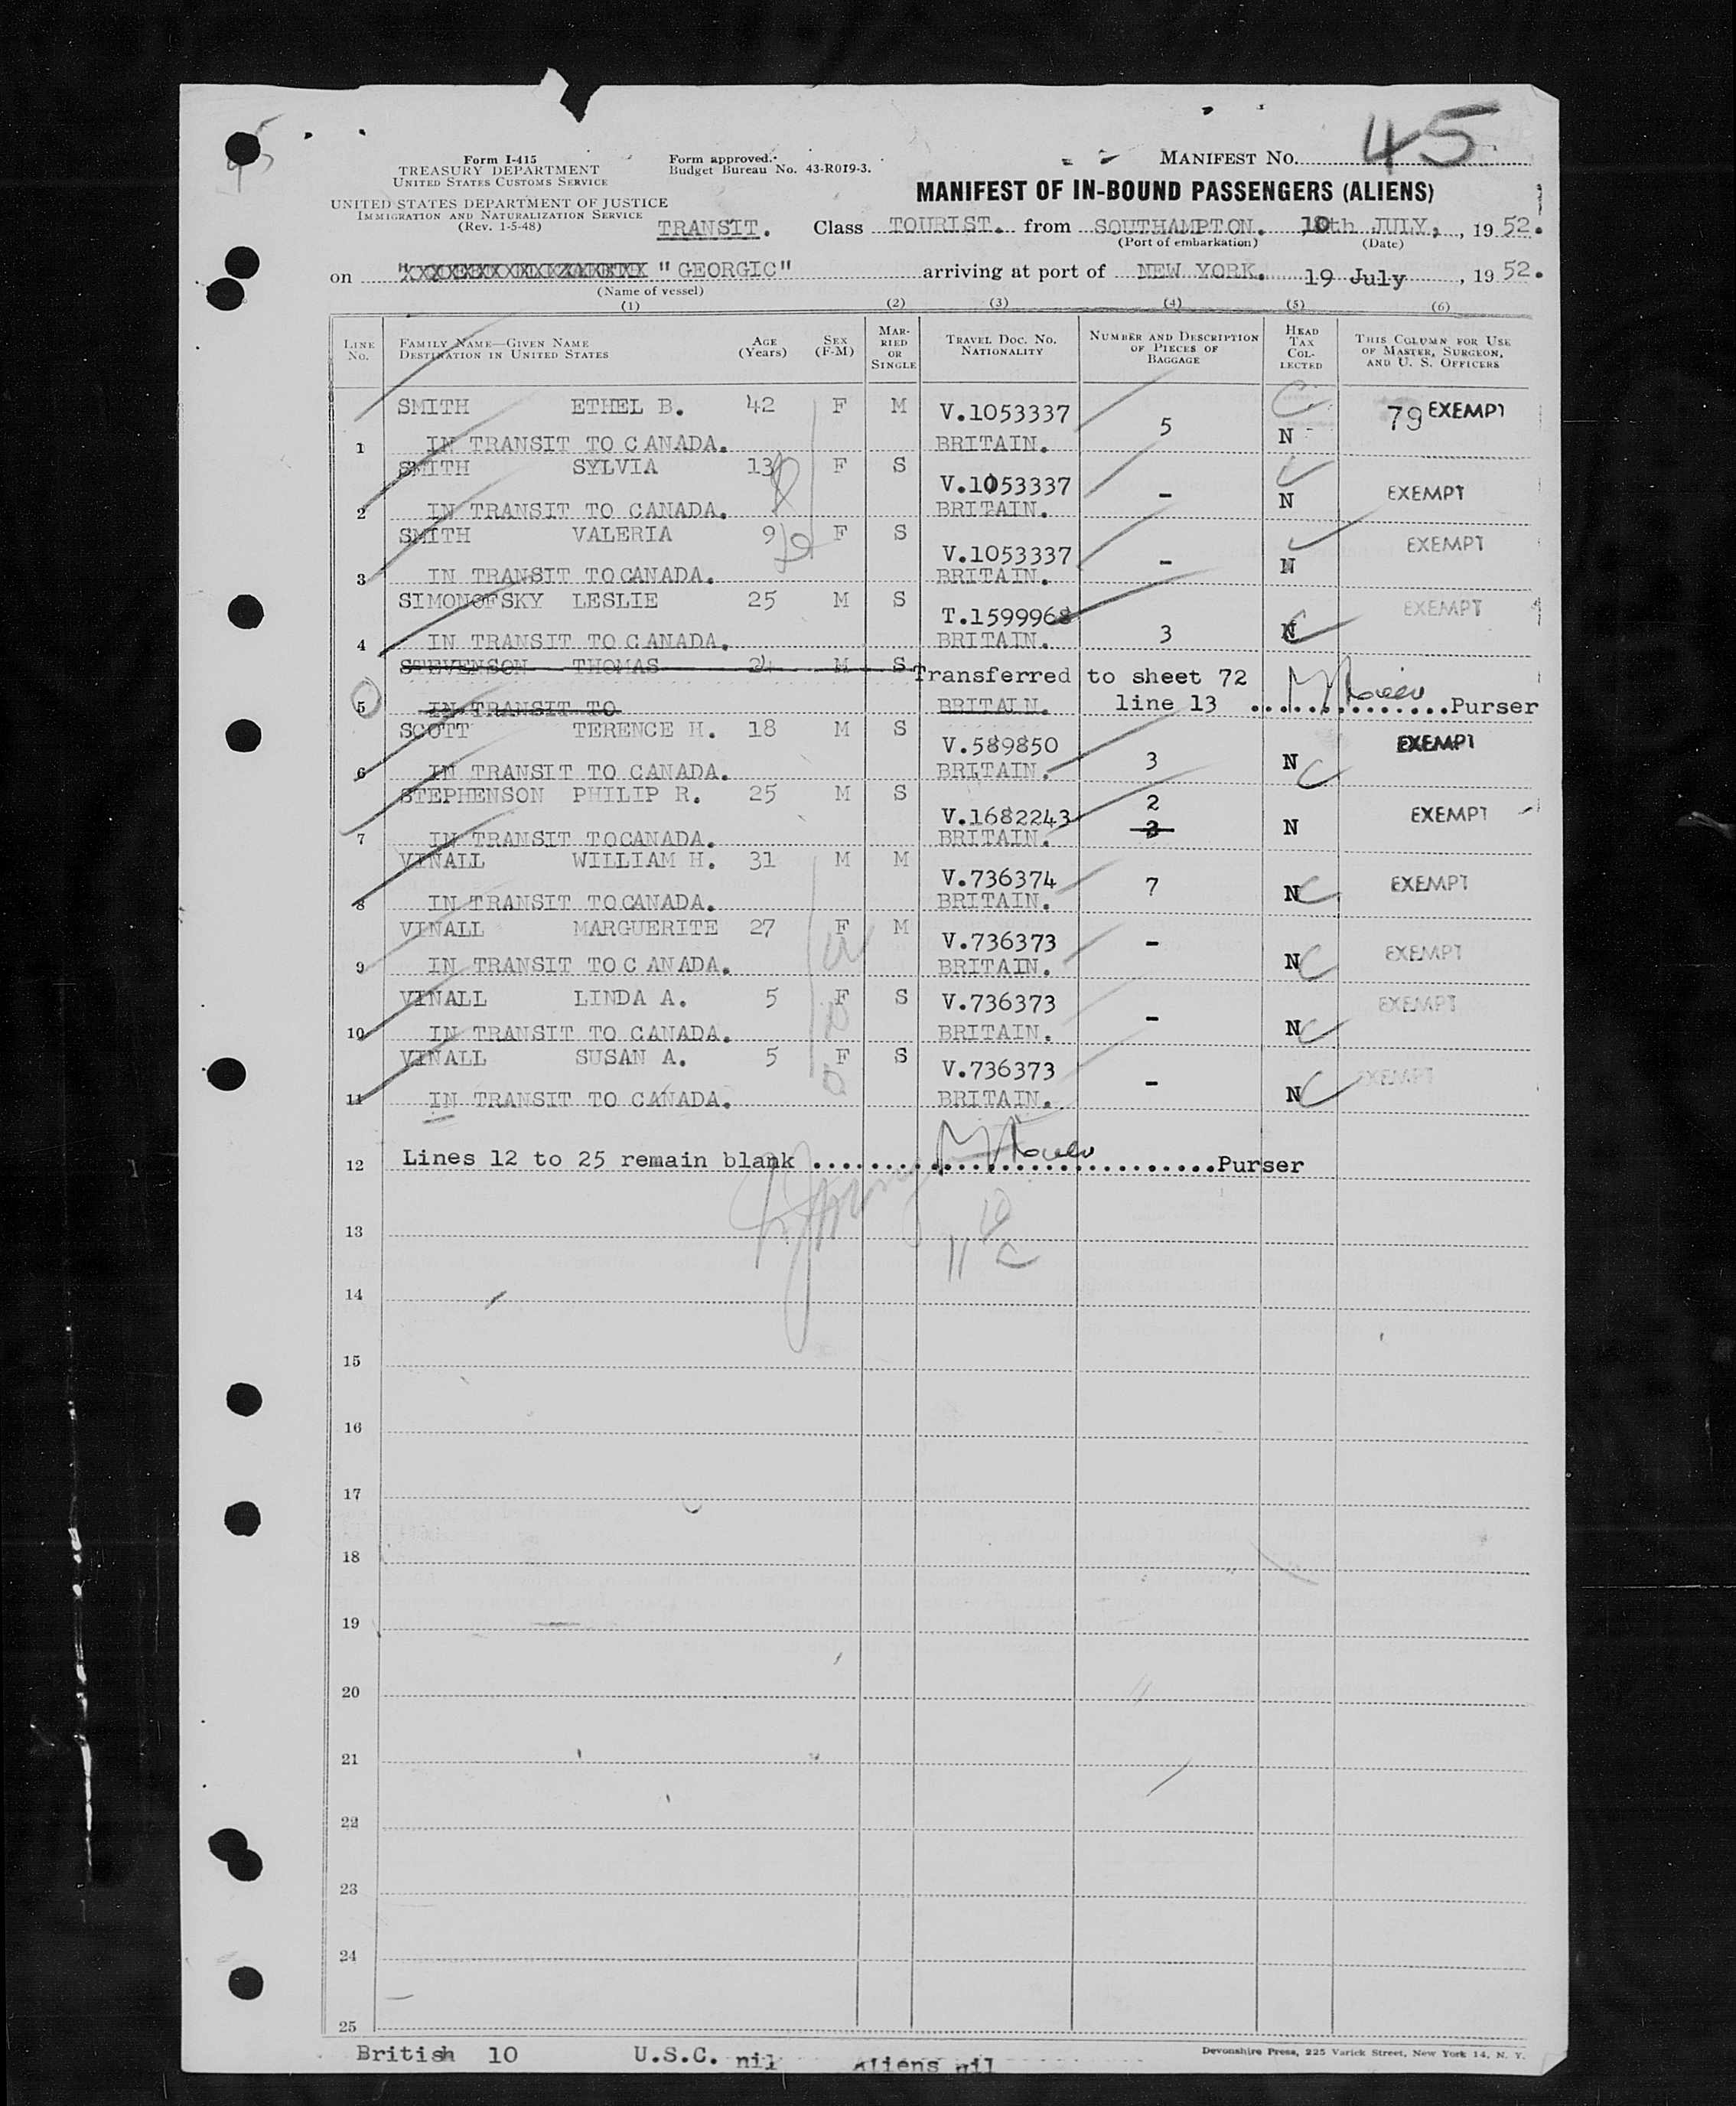 45
Form I-415
TREASURY DEPARTMENT
UNITED STATES CUSTOMS SERVICE
UNITED STATES DEPARTMENT OF JUSTICE
IMMIGRATION AND NATURALIZATION SERVICE
(Rev. 1-5-48)
Form approved.
Budget Bureau No. 43-R019-3.
MANIFEST NO. 45
MANIFEST OF IN-BOUND PASSENGERS (ALIENS)
TRANSIT. Class TOURIST. from SOUTHAMPTON. 10th JULY, , 19 52.
(Port of embarkation) (Date)
on "GEORGIC" arriving at port of NEW YORK. 19 July , 19 52.
(Name of vessel)
(1) (2) (3) (4) (5) (6)
LINE NO. FAMILY NAME—GIVEN NAME DESTINATION IN UNITED STATES AGE (Years) SEX (F-M) MARRIED OR SINGLE TRAVEL DOC. NO. NATIONALITY NUMBER AND DESCRIPTION OF PIECES OF BAGGAGE HEAD TAX COLLECTED THIS COLUMN FOR USE OF MASTER, SURGEON, AND U. S. OFFICERS
SMITH ETHEL B. 42 F M V.1053337 5 79 EXEMPT
1 IN TRANSIT TO CANADA. BRITAIN. N
SMITH SYLVIA 13 F S V.1053337 - EXEMPT
2 IN TRANSIT TO CANADA. BRITAIN. N
SMITH VALERIA 9 F S V.1053337 - EXEMPT
3 IN TRANSIT TO CANADA. BRITAIN. N
SIMONOFSKY LESLIE 25 M S T.1599968 EXEMPT
4 IN TRANSIT TO CANADA. BRITAIN. 3 N
STEVENSON THOMAS 24 M S Transferred to sheet 72
5 IN TRANSIT TO BRITAIN. line 13 ..............Purser
SCOTT TERENCE H. 18 M S V.589850 EXEMPT
6 IN TRANSIT TO CANADA. BRITAIN. 3 N C
STEPHENSON PHILIP R. 25 M S V.1682243 2 EXEMPT
7 IN TRANSIT TO CANADA. BRITAIN. 3 N
VINALL WILLIAM H. 31 M M V.736374 7 EXEMPT
8 IN TRANSIT TO CANADA. BRITAIN. N C
VINALL MARGUERITE 27 F M V.736373 - EXEMPT
9 IN TRANSIT TO CANADA. BRITAIN. N C
VINALL LINDA A. 5 F S V.736373 - EXEMPT
10 IN TRANSIT TO CANADA. BRITAIN. N C
VINALL SUSAN A. 5 F S V.736373 - EXEMPT
11 IN TRANSIT TO CANADA. BRITAIN. N C
12 Lines 12 to 25 remain blank ..............................Purser
13
11 C
14
15
16
17
18
19
20
21
22
23
24
25
British 10 U.S.C. nil Aliens nil
Devonshire Press, 225 Varick Street, New York 14, N. Y.